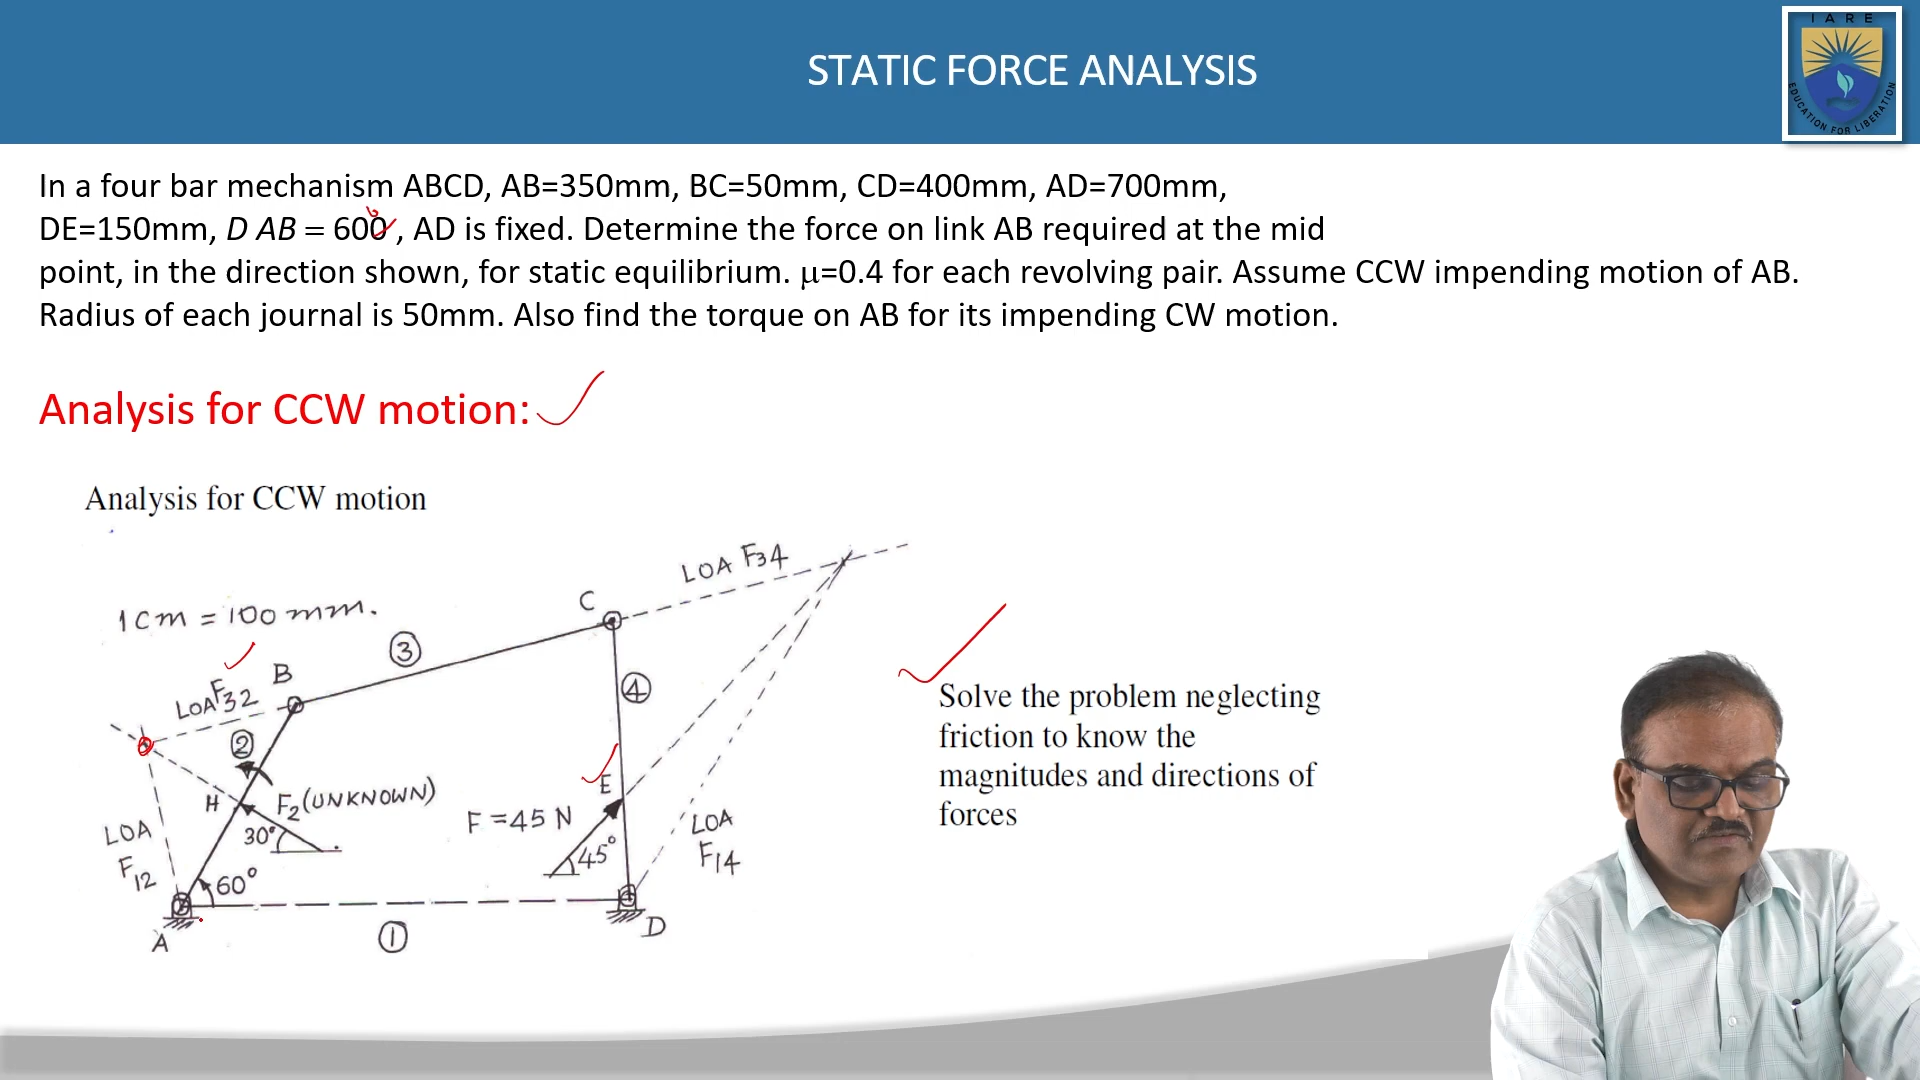 STATIC FORCE ANALYSIS
I A R E
EDUCATION FOR LIBERATION
In a four bar mechanism ABCD, AB=350mm, BC=50mm, CD=400mm, AD=700mm,
DE=150mm, D AB = 600 , AD is fixed. Determine the force on link AB required at the mid
point, in the direction shown, for static equilibrium. μ=0.4 for each revolving pair. Assume CCW impending motion of AB.
Radius of each journal is 50mm. Also find the torque on AB for its impending CW motion.
Analysis for CCW motion:
Analysis for CCW motion
LOA F34
C
1cm = 100 mm.
3
B
LOA F32
4
2
E
H
F2 (UNKNOWN)
F = 45 N
30°
45°
LOA
F12
LOA
F14
60°
A
1
D
Solve the problem neglecting
friction to know the
magnitudes and directions of
forces